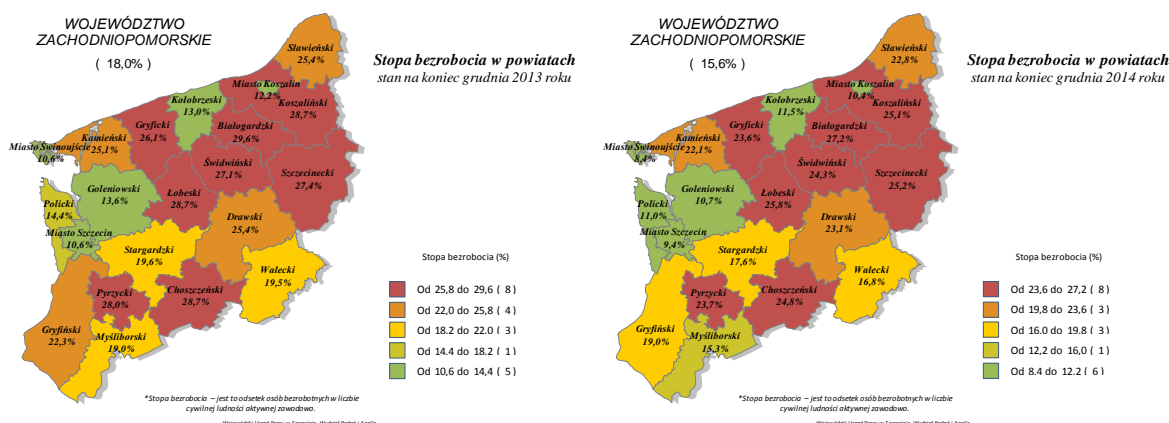 WOJEWÓDZTWO
ZACHODNIOPOMORSKIE
( 18,0% )
Stopa bezrobocia w powiatach
stan na koniec grudnia 2013 roku
Sławieński
25,4%
Miasto Koszalin
12,2%
Kołobrzeski
13,0%
Koszaliński
28,7%
Gryficki
26,1%
Białogardzki
29,6%
Kamieński
25,1%
Miasto Świnoujście
10,6%
Świdwiński
27,1%
Szczecinecki
27,4%
Goleniowski
13,6%
Łobeski
28,7%
Policki
14,4%
Drawski
25,4%
Miasto Szczecin
10,6%
Stargardzki
19,6%
Wałecki
19,5%
Pyrzycki
28,0%
Choszczeński
28,7%
Gryfiński
22,3%
Myśliborski
19,0%
Stopa bezrobocia (%)
Od 25,8 do 29,6 ( 8)
Od 22,0 do 25,8 ( 4)
Od 18.2 do 22.0 ( 3)
Od 14.4 do 18.2 ( 1)
Od 10,6 do 14,4 ( 5)
*Stopa bezrobocia – jest to odsetek osób bezrobotnych w liczbie
cywilnej ludności aktywnej zawodowo.
WOJEWÓDZTWO
ZACHODNIOPOMORSKIE
( 15,6% )
Stopa bezrobocia w powiatach
stan na koniec grudnia 2014 roku
Sławieński
22,8%
Miasto Koszalin
10,4%
Kołobrzeski
11,5%
Koszaliński
25,1%
Gryficki
23,6%
Białogardzki
27,2%
Kamieński
22,1%
Miasto Świnoujście
8,4%
Świdwiński
24,3%
Szczecinecki
25,2%
Goleniowski
10,7%
Łobeski
25,8%
Policki
11,0%
Drawski
23,1%
Miasto Szczecin
9,4%
Stargardzki
17,6%
Wałecki
16,8%
Pyrzycki
23,7%
Choszczeński
24,8%
Gryfiński
19,0%
Myśliborski
15,3%
Stopa bezrobocia (%)
Od 23,6 do 27,2 ( 8)
Od 19,8 do 23,6 ( 3)
Od 16.0 do 19.8 ( 3)
Od 12,2 do 16,0 ( 1)
Od 8.4 do 12.2 ( 6)
*Stopa bezrobocia – jest to odsetek osób bezrobotnych w liczbie
cywilnej ludności aktywnej zawodowo.